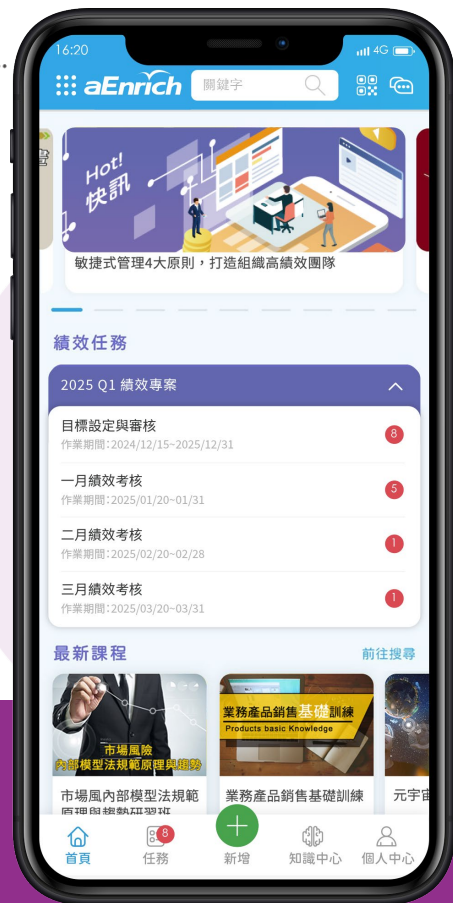 16:20
4G
aEnrich
關鍵字
Hot!
快訊
敏捷式管理4大原則，打造組織高績效團隊
績效任務
2025 Q1 績效專案
目標設定與審核
8
作業期間:2024/12/15~2025/12/31
一月績效考核
5
作業期間:2025/01/20~01/31
二月績效考核
1
作業期間:2025/02/20~02/28
三月績效考核
1
作業期間:2025/03/20~03/31
最新課程
前往搜尋
市場風險
內部模型法規範原理與趨勢
業務產品銷售基礎訓練
Products basic Knowledge
市場風內部模型法規範
原理與趨勢研習班
業務產品銷售基礎訓練
元宇
8
首頁
任務
新增
知識中心
個人中心